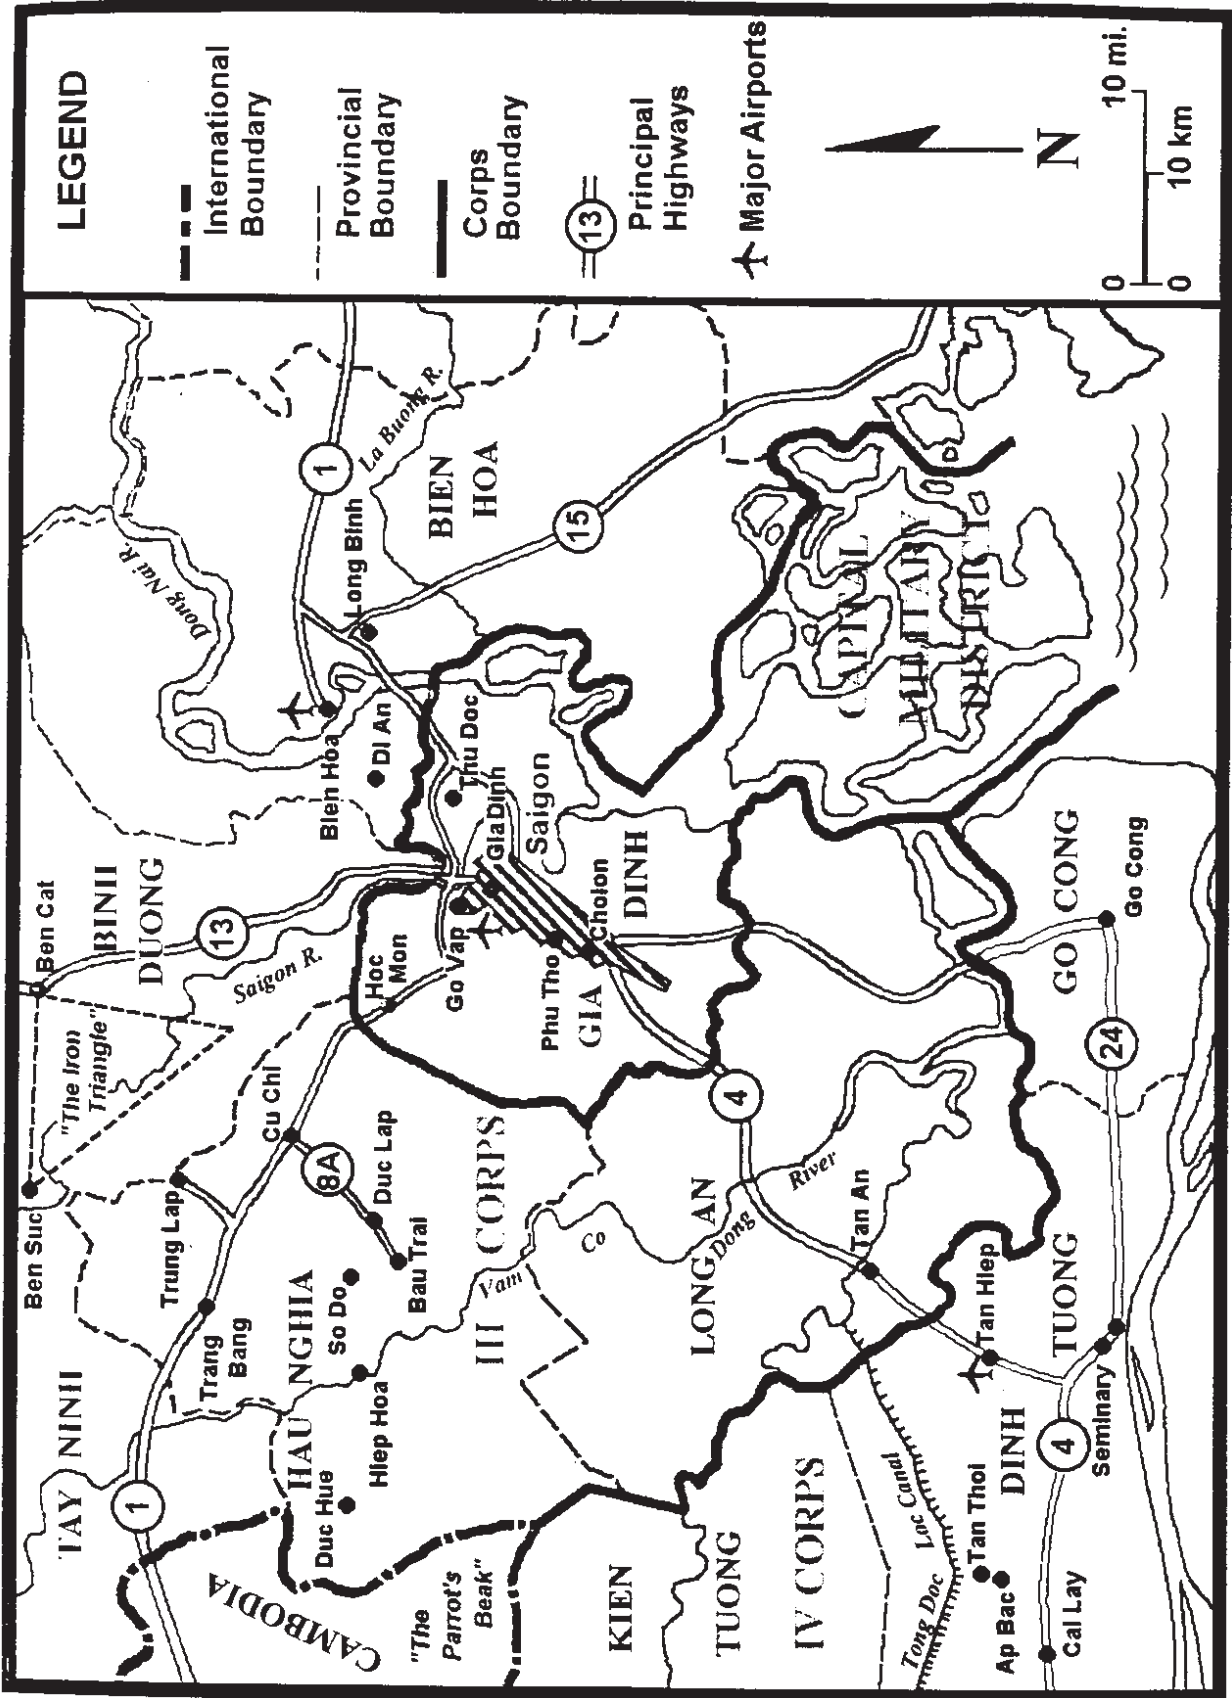 LEGEND
International
Boundary
Provincial
Boundary
Corps
Boundary
13
Principal
Highways
Major Airports
N
0
10 mi.
0
10 km
TAY NINH
1
CAMBODIA
"The
Parrot's
Beak"
KIEN
TUONG
IV CORPS
Tong Doc Loc Canal
Ap Bac
Tan Thoi
Cai Lay
DINH
TUONG
4
Seminary
Tan Hiep
Duc Hue
Hiep Hoa
HAU NGHIA
So Do
Bau Trai
Duc Lap
8A
Trang
Bang
Trung Lap
Ben Suc
"The Iron
Triangle"
Ben Cat
Cu Chi
III CORPS
Vam Co Dong River
LONG AN
Tan An
4
24
GO CONG
Go Cong
BINH
DUONG
13
Saigon R.
Hoc
Mon
Go Vap
Phu Tho
GIA
DINH
Cholon
Saigon
Gia Dinh
Thu Doc
Di An
Bien Hoa
Long Binh
Dong Nai R.
1
La Buong R.
BIEN
HOA
15
CAPITAL
MILITARY
DISTRICT